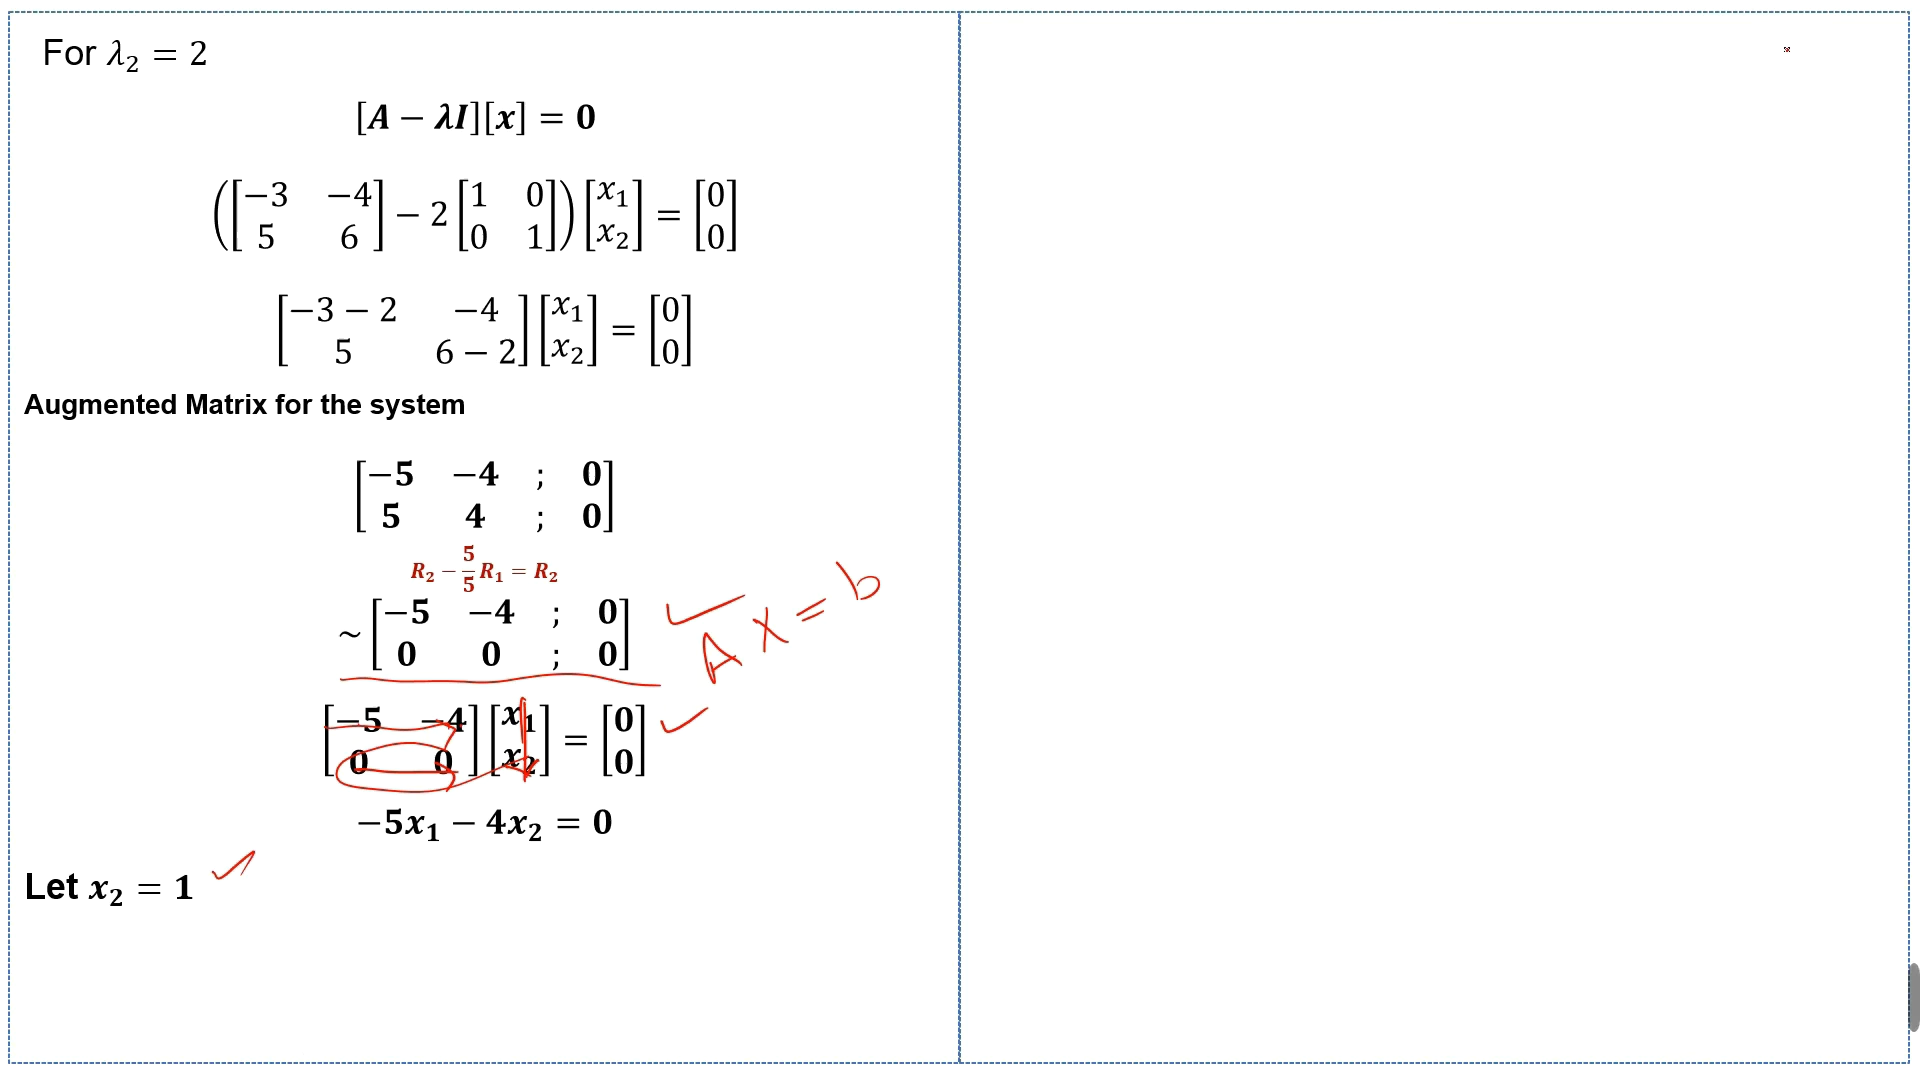 For λ₂ = 2
[A − λI][x] = 0
([−3 −4; 5 6] − 2 [1 0; 0 1]) [x₁; x₂] = [0; 0]
[−3 − 2 −4; 5 6 − 2] [x₁; x₂] = [0; 0]
Augmented Matrix for the system
[−5 −4 ; 0]
[5 4 ; 0]
R₂ − 5/5 R₁ = R₂
~ [−5 −4 ; 0]
[0 0 ; 0]
A x = b
[−5 −4; 0 0] [x₁; x₂] = [0; 0]
−5x₁ − 4x₂ = 0
Let x₂ = 1